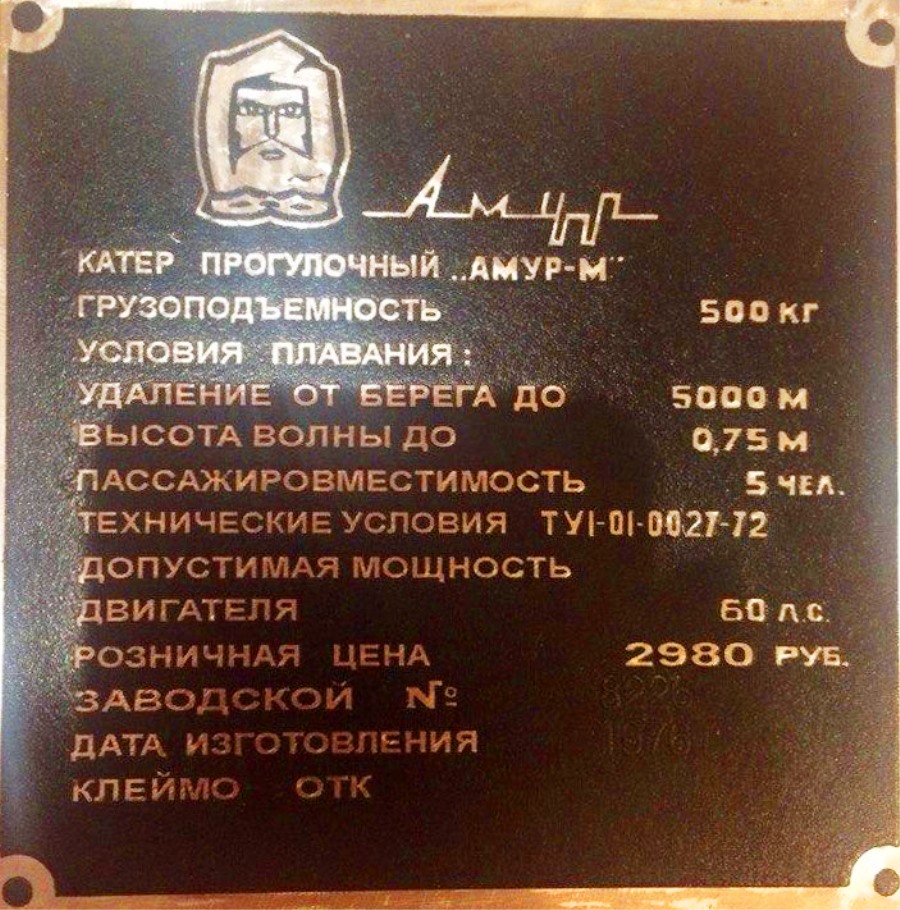 Амур
КАТЕР ПРОГУЛОЧНЫЙ „АМУР-М"
ГРУЗОПОДЪЕМНОСТЬ 500 КГ
УСЛОВИЯ ПЛАВАНИЯ:
УДАЛЕНИЕ ОТ БЕРЕГА ДО 5000 М
ВЫСОТА ВОЛНЫ ДО 0,75 М
ПАССАЖИРОВМЕСТИМОСТЬ 5 ЧЕЛ.
ТЕХНИЧЕСКИЕ УСЛОВИЯ ТУ1-01-0027-72
ДОПУСТИМАЯ МОЩНОСТЬ
ДВИГАТЕЛЯ 60 Л.С.
РОЗНИЧНАЯ ЦЕНА 2980 РУБ.
ЗАВОДСКОЙ №
ДАТА ИЗГОТОВЛЕНИЯ
КЛЕЙМО ОТК